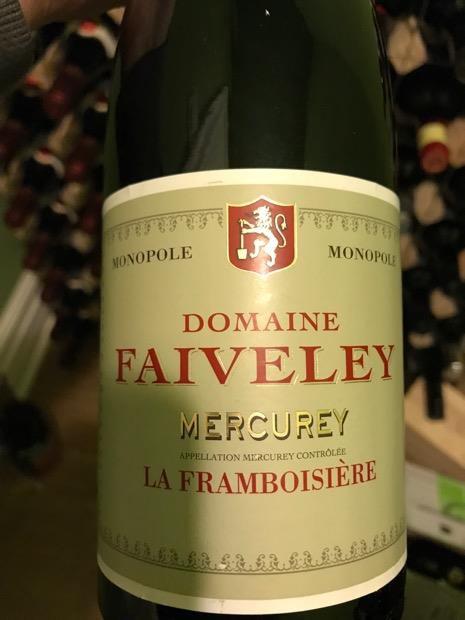 MONOPOLE MONOPOLE
DOMAINE
FAIVELEY
MERCUREY
APPELLATION MERCUREY CONTRÔLÉE
LA FRAMBOISIÈRE